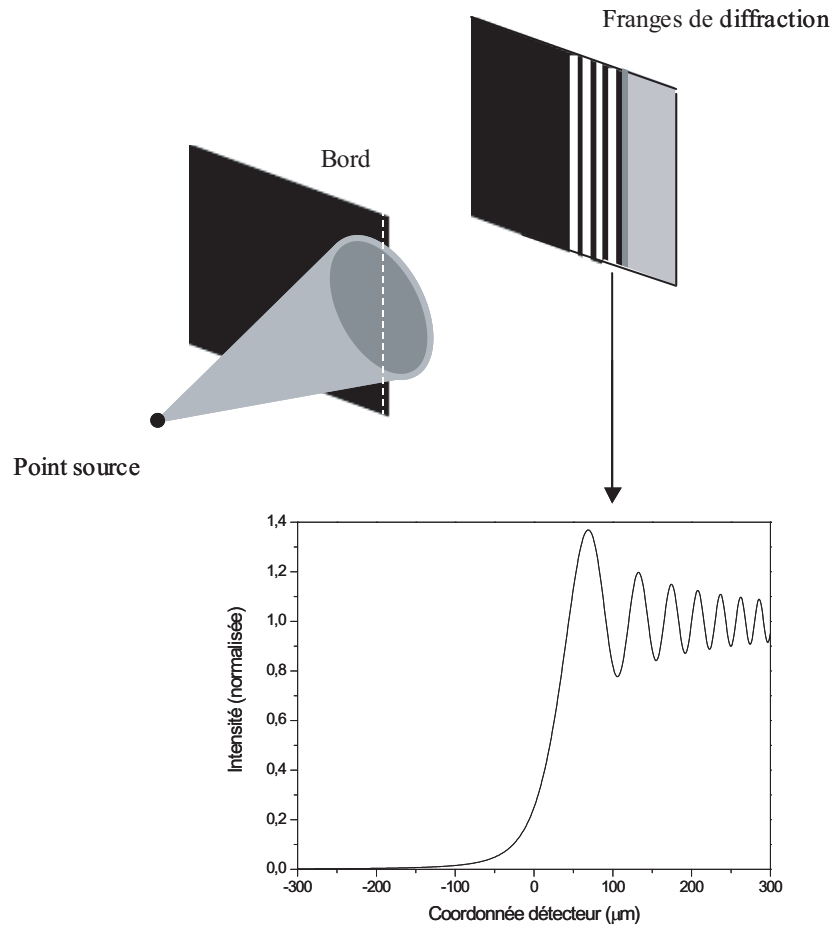 Franges de diffraction
Bord
Point source
1,4
1,2
1,0
0,8
0,6
0,4
0,2
0,0
Intensité (normalisée)
-300 -200 -100 0 100 200 300
Coordonnée détecteur (μm)